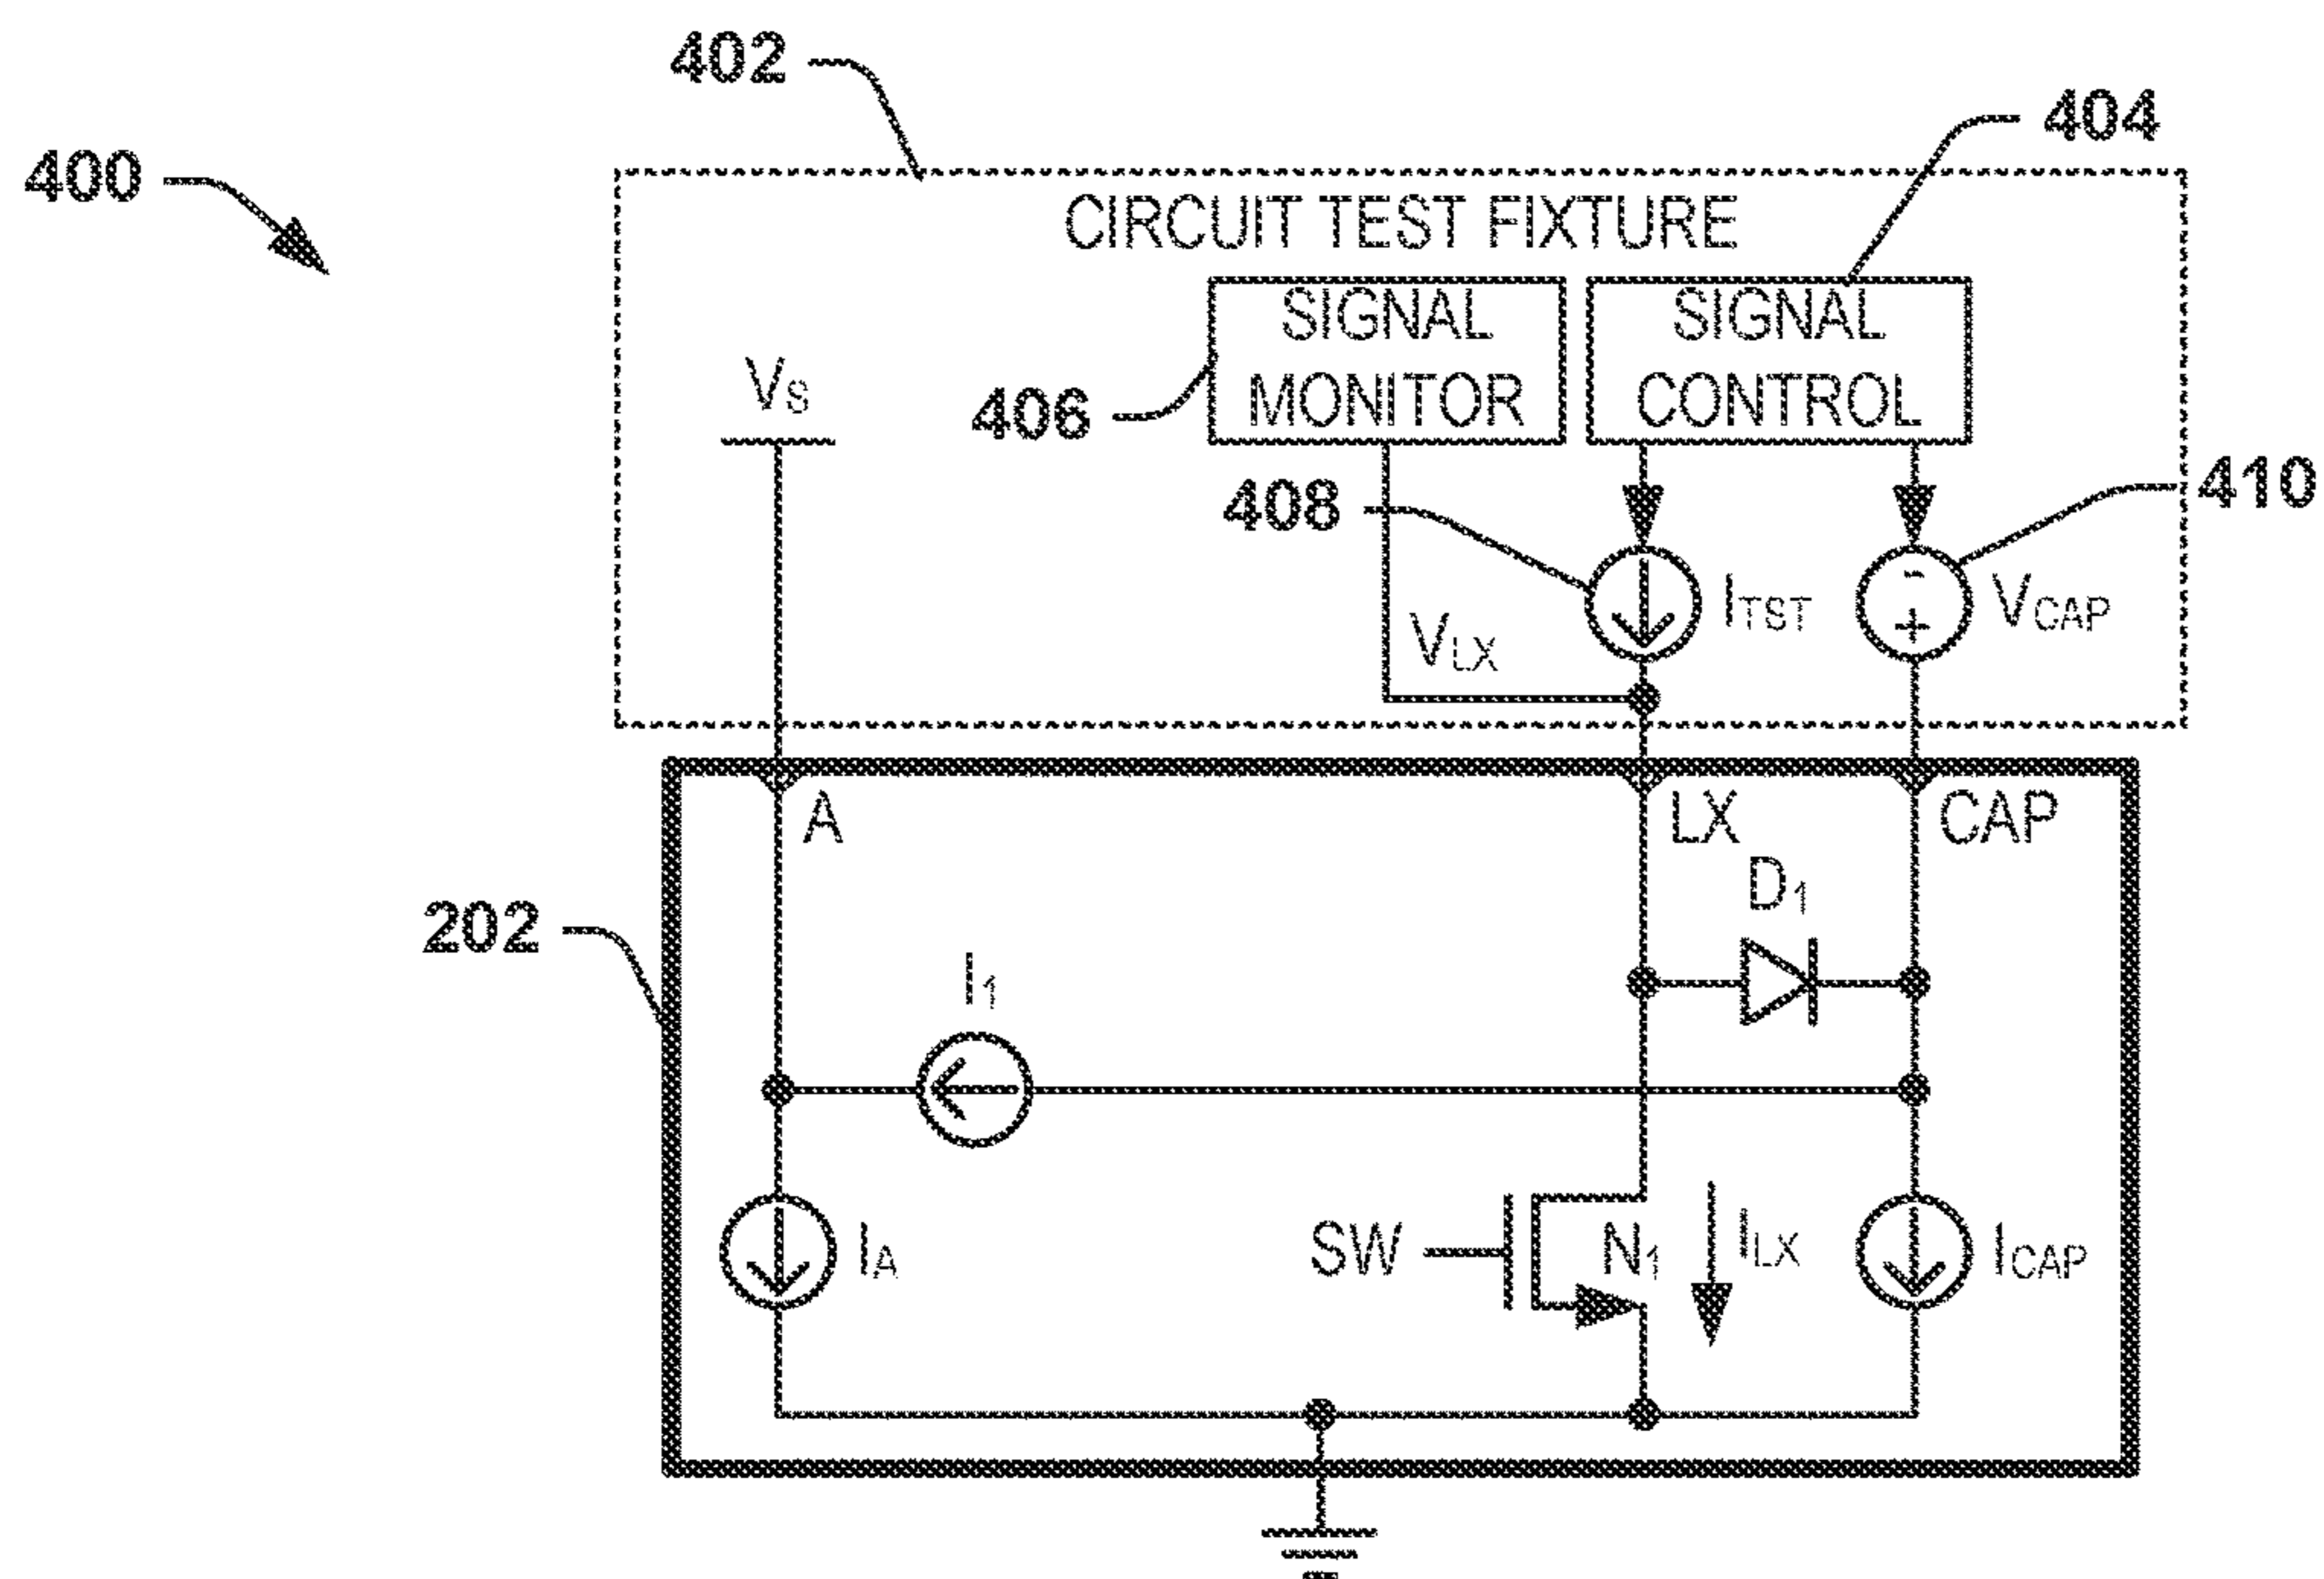 402
404
400
CIRCUIT TEST FIXTURE
SIGNAL
MONITOR
SIGNAL
CONTROL
VS
406
408
410
ITST
- +
VCAP
VLX
A
LX
CAP
D1
202
I1
IA
SW
N1
ILX
ICAP